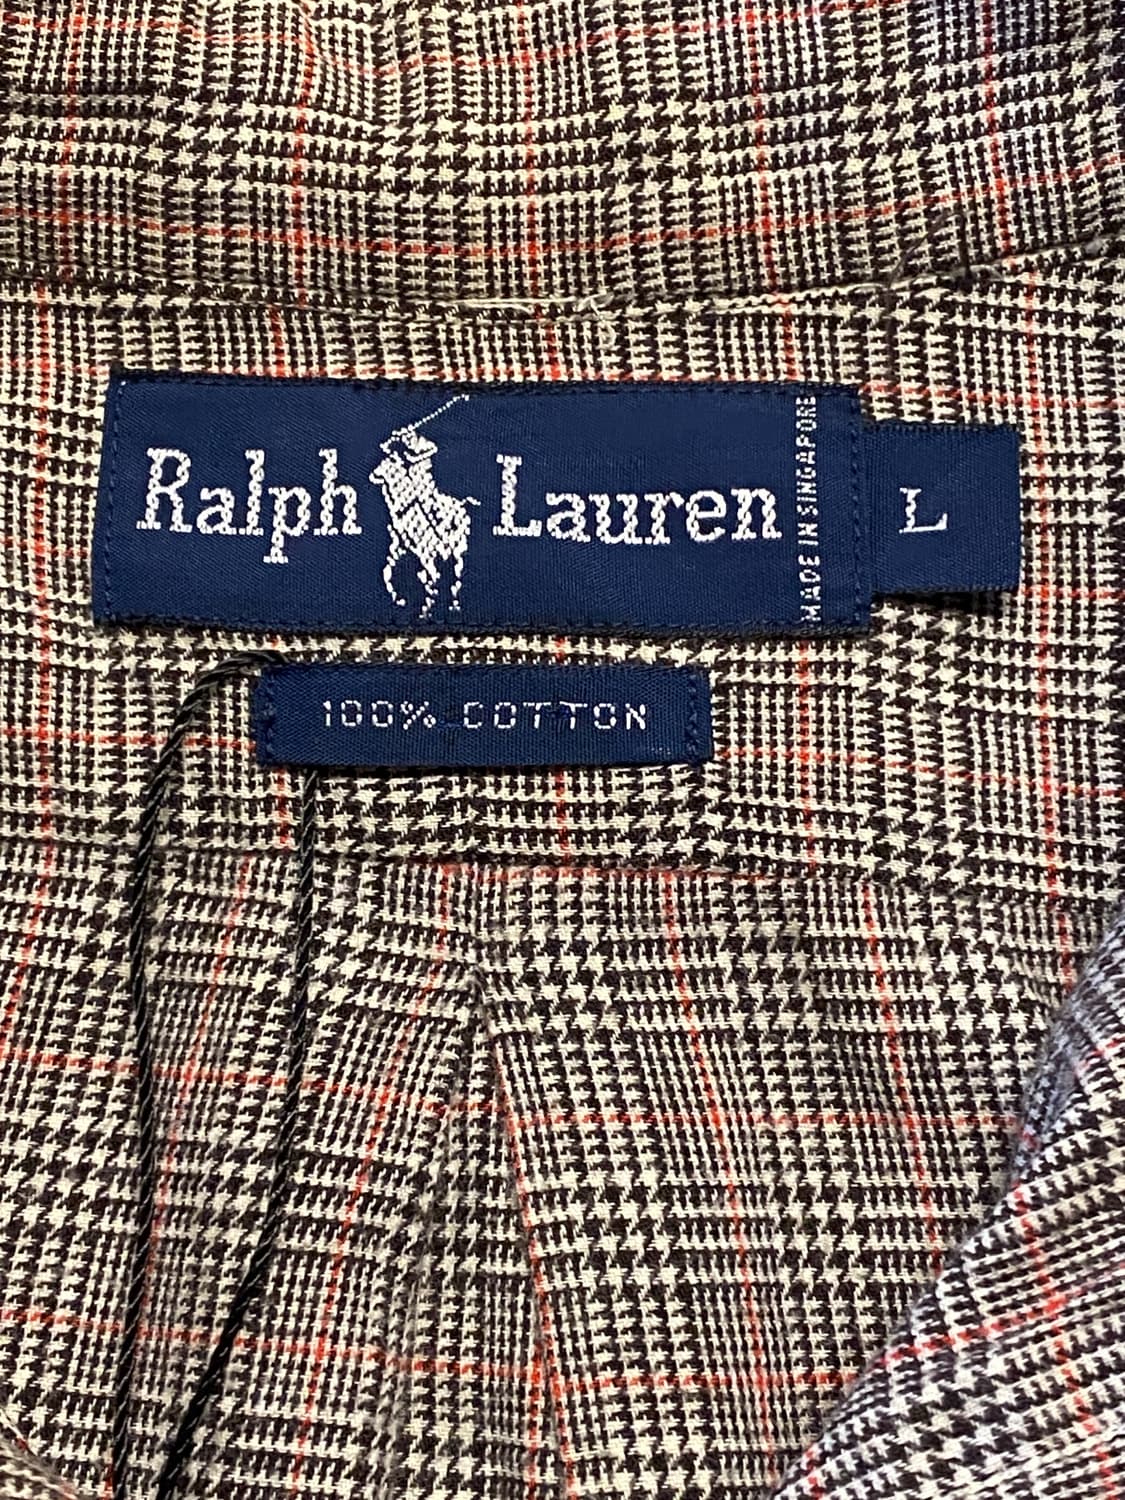 Ralph Lauren
MADE IN SINGAPORE
L
100% COTTON